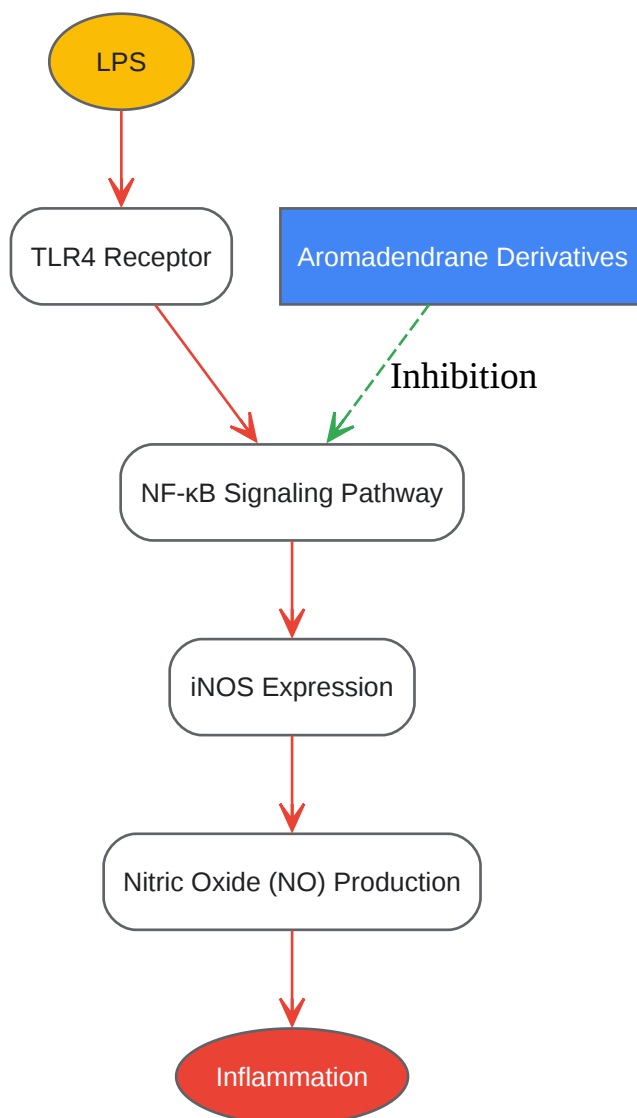 LPS
TLR4 Receptor
Aromadendrane Derivatives
Inhibition
NF-κB Signaling Pathway
iNOS Expression
Nitric Oxide (NO) Production
Inflammation